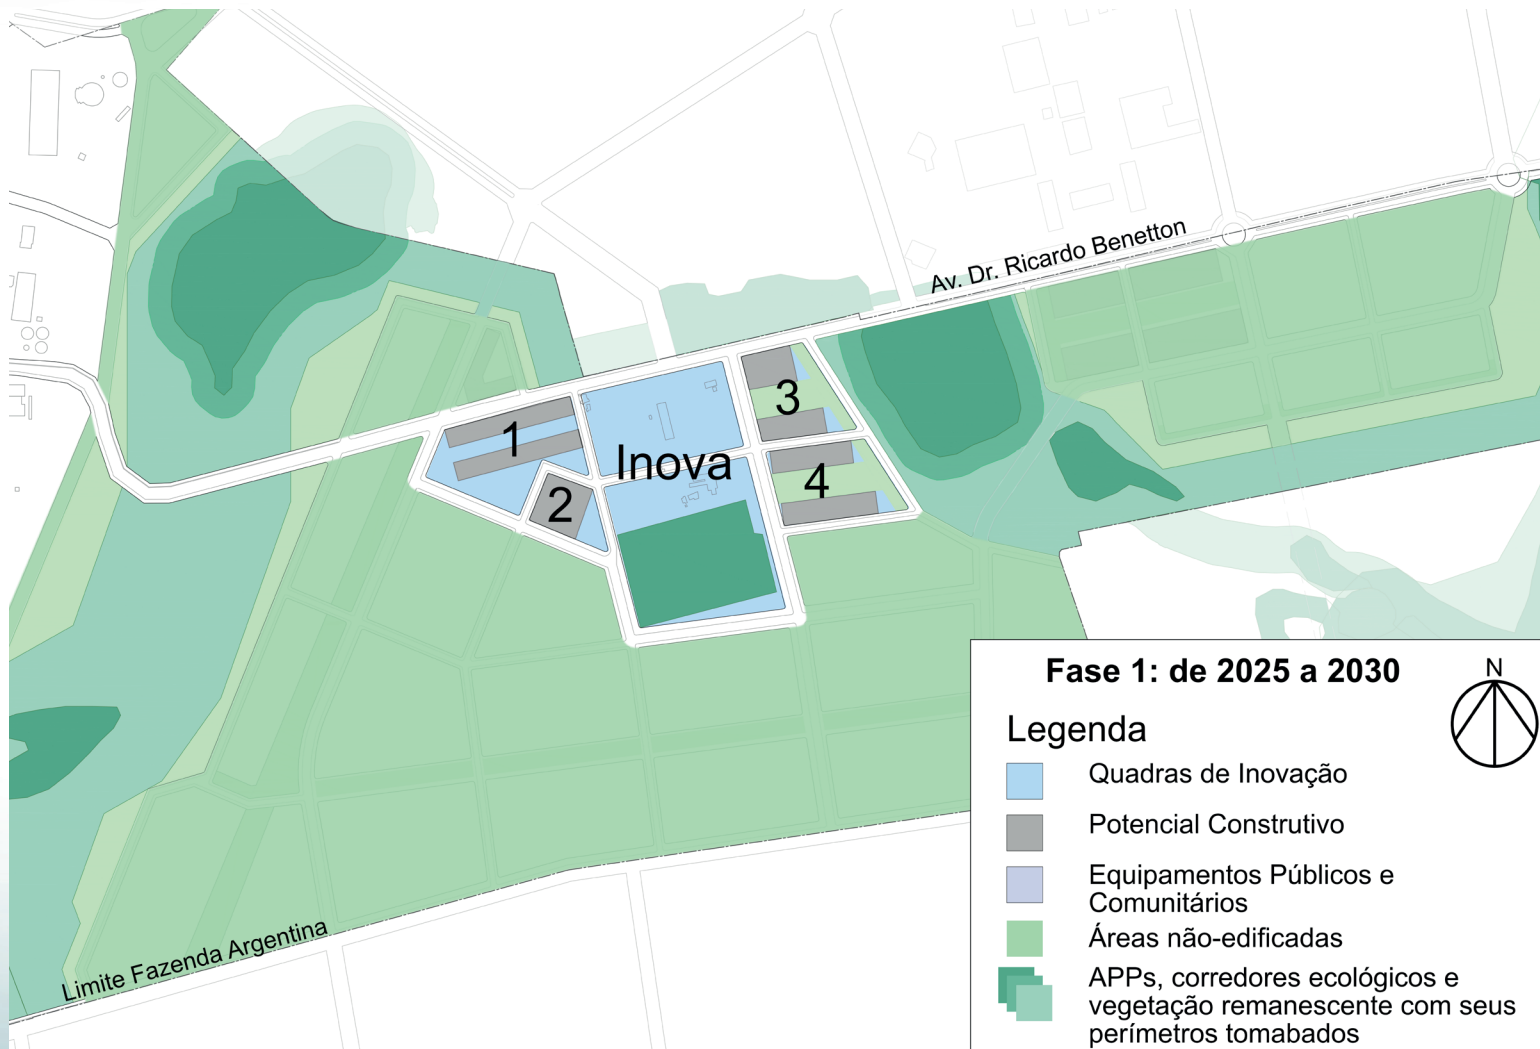 Av. Dr. Ricardo Benetton
1
2
Inova
3
4
Limite Fazenda Argentina
Fase 1: de 2025 a 2030
N
Legenda
Quadras de Inovação
Potencial Construtivo
Equipamentos Públicos e
Comunitários
Áreas não-edificadas
APPs, corredores ecológicos e
vegetação remanescente com seus
perímetros tomabados